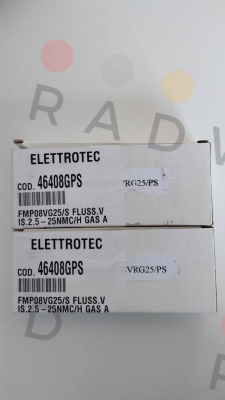 RADW
ELETTROTEC
COD. 46408GPS VRG25/PS
FMP08VG25/S FLUSS.V
IS.2.5-25NMC/H GAS A
ELETTROTEC
COD. 46408GPS VRG25/PS
FMP08VG25/S FLUSS.V
IS.2.5-25NMC/H GAS A